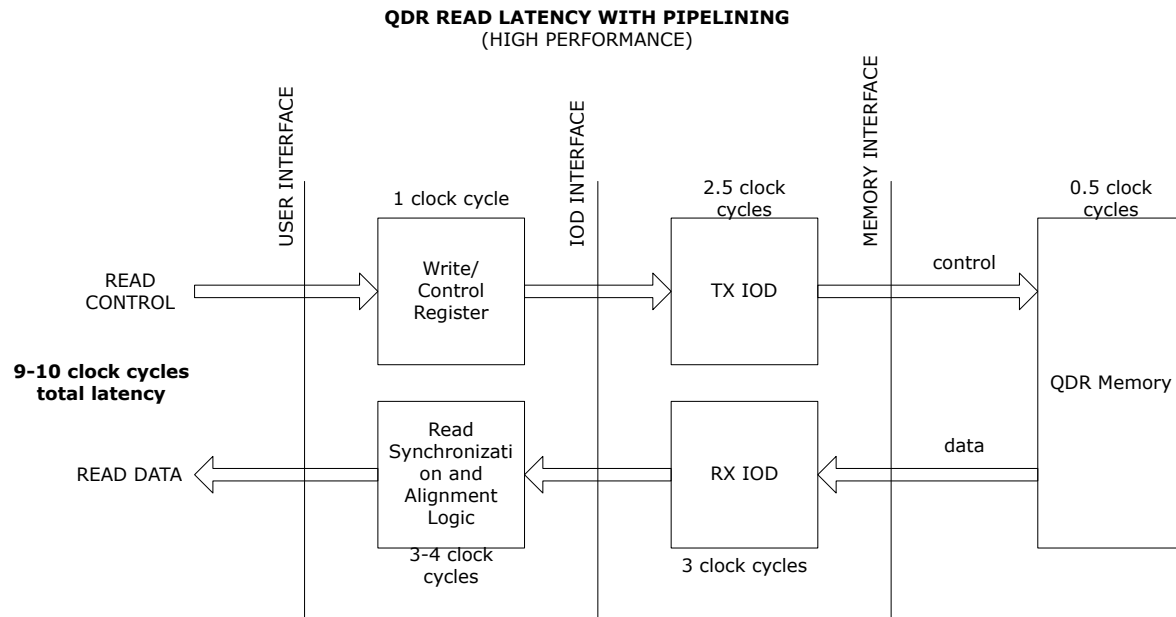 QDR READ LATENCY WITH PIPELINING
(HIGH PERFORMANCE)
USER INTERFACE
IOD INTERFACE
MEMORY INTERFACE
1 clock cycle
2.5 clock
cycles
0.5 clock
cycles
READ
CONTROL
Write/
Control
Register
TX IOD
control
QDR Memory
9-10 clock cycles
total latency
READ DATA
Read
Synchronizati
on and
Alignment
Logic
RX IOD
data
3-4 clock
cycles
3 clock cycles